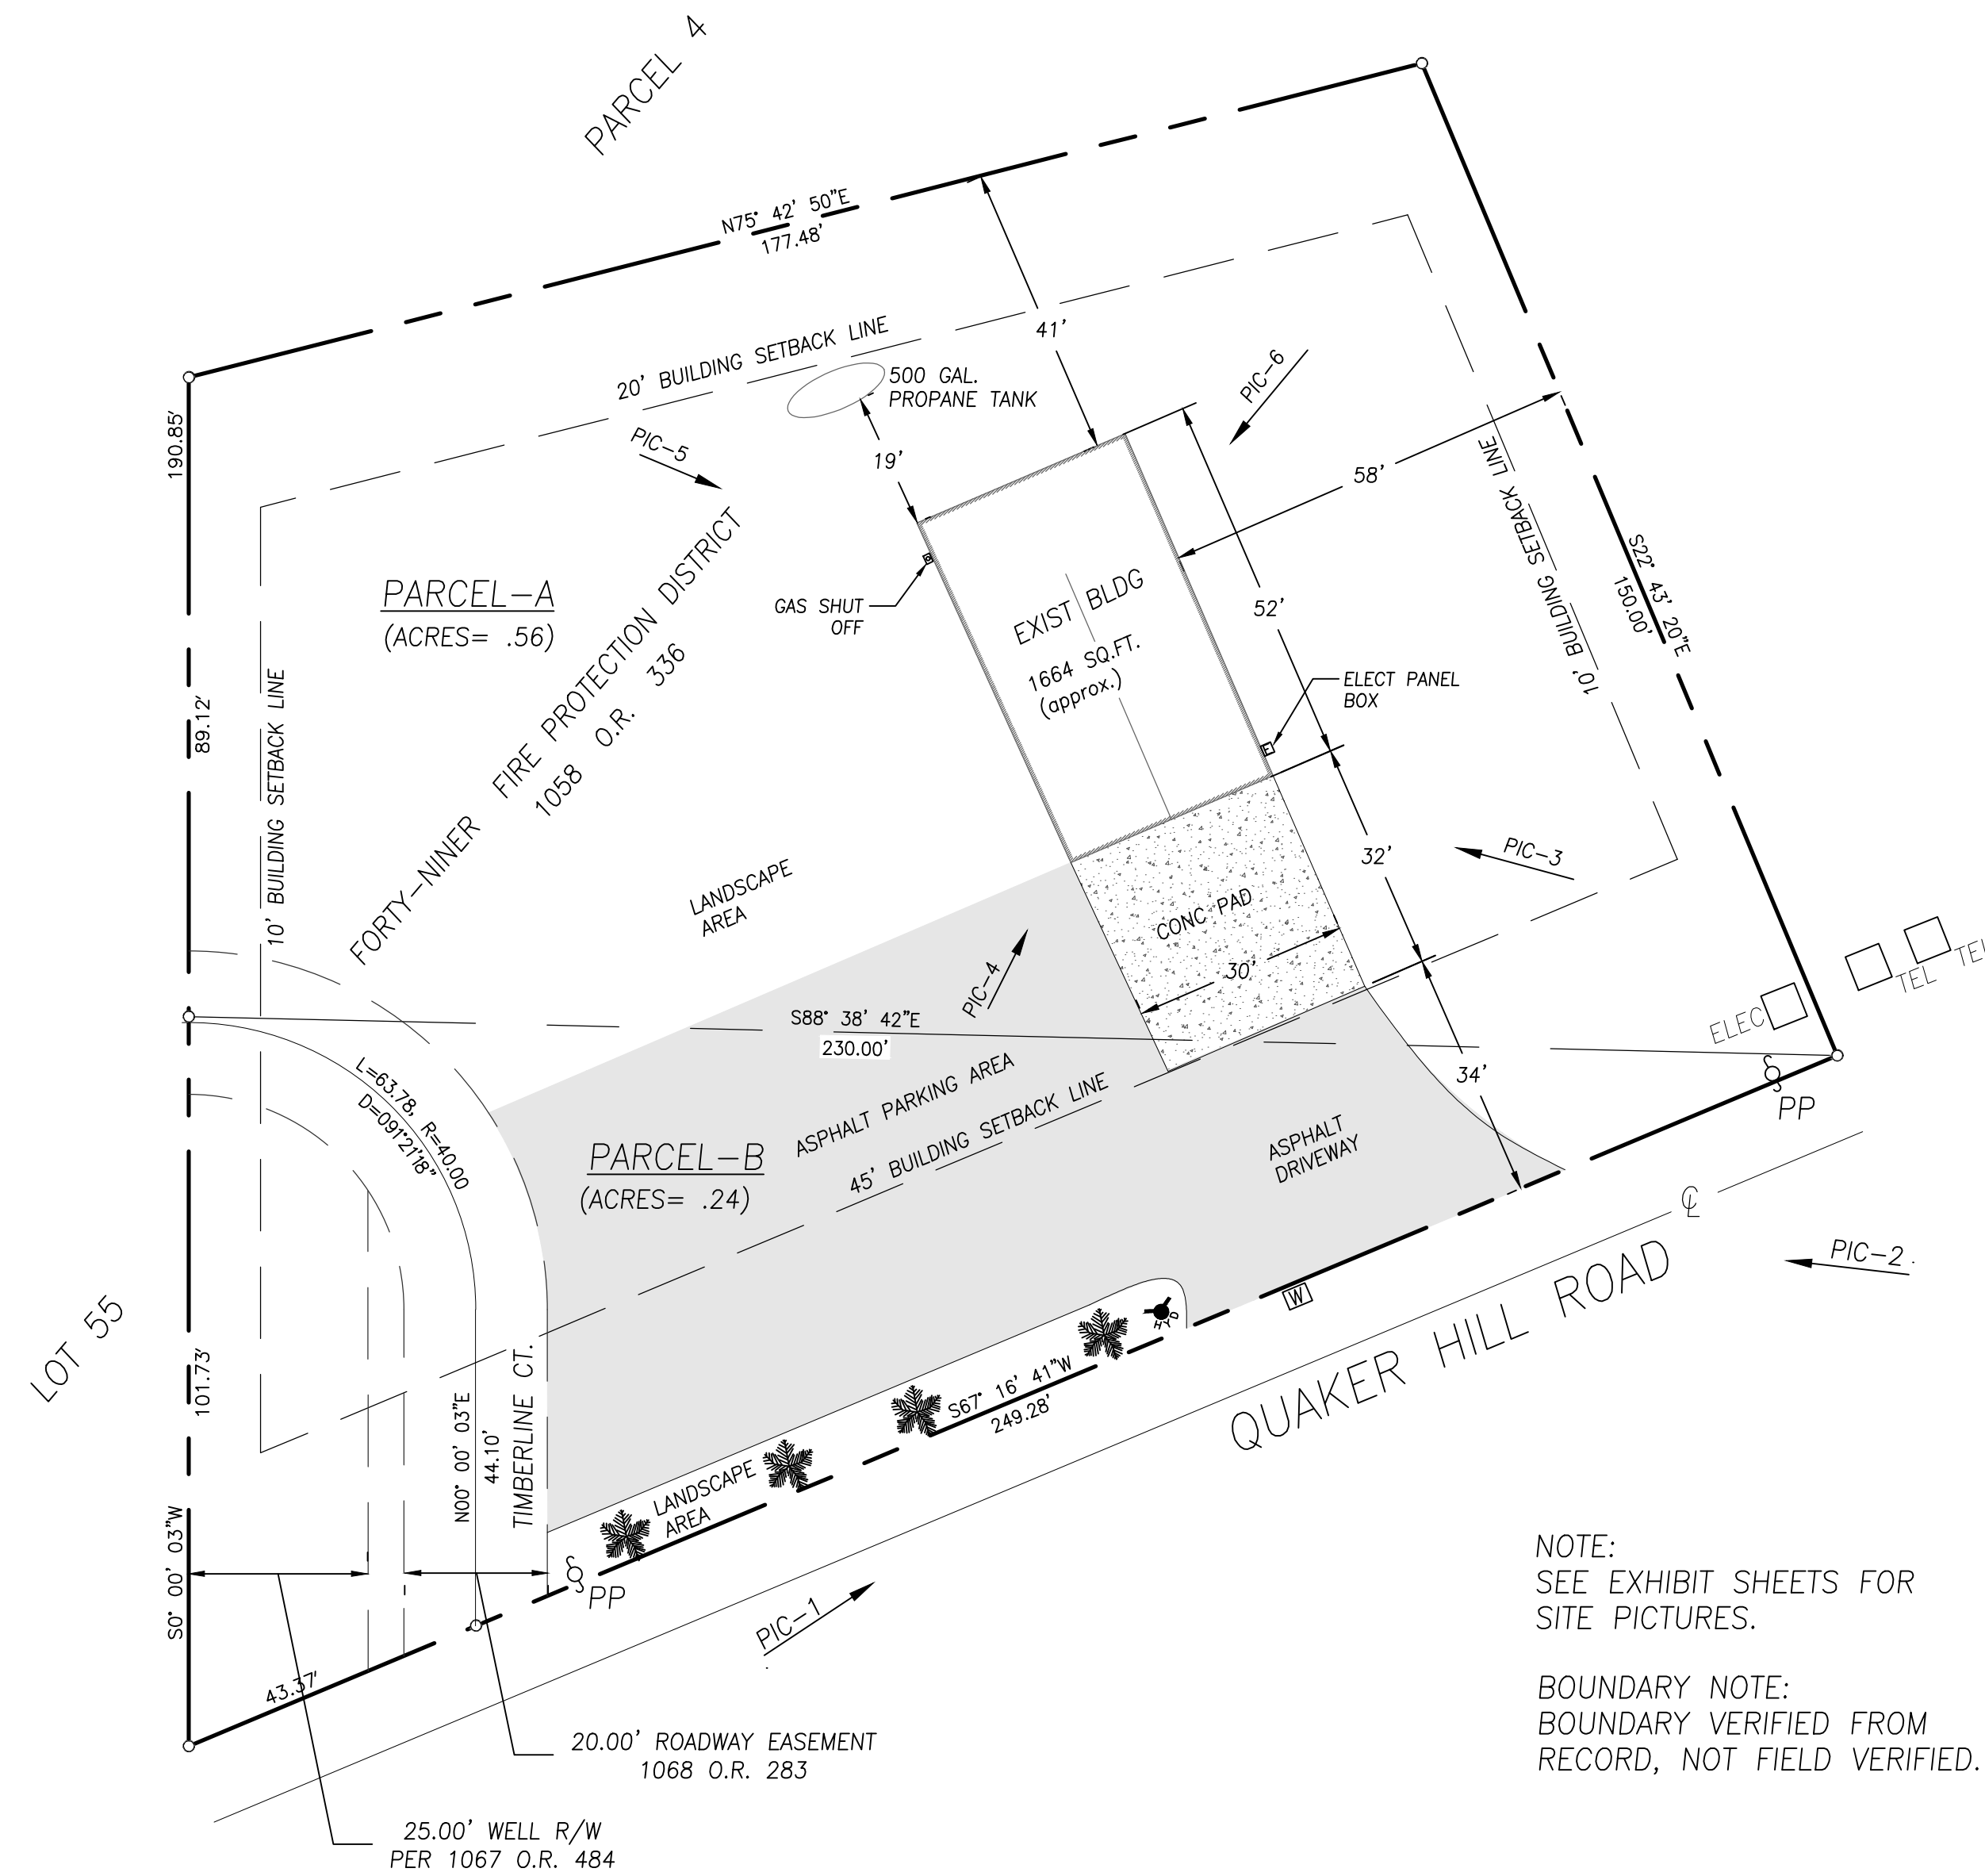 PARCEL 4
N75° 42' 50"E
177.48'
41'
20' BUILDING SETBACK LINE
500 GAL.
PROPANE TANK
PIC-6
PIC-5
19'
58'
190.85'
10' BUILDING SETBACK LINE
S22° 43' 20"E
150.00'
PARCEL-A
(ACRES= .56)
FORTY-NINER FIRE PROTECTION DISTRICT
1058 O.R. 336
GAS SHUT
OFF
EXIST BLDG
1664 SQ.FT.
(approx.)
52'
E
ELECT PANEL
BOX
89.12'
10' BUILDING SETBACK LINE
LANDSCAPE
AREA
32'
PIC-3
CONC PAD
30'
PIC-4
TEL
TEL
ELEC
S88° 38' 42"E
230.00'
L=63.78, R=40.00
D=091°21'18"
ASPHALT PARKING AREA
34'
PP
PARCEL-B
(ACRES= .24)
45' BUILDING SETBACK LINE
ASPHALT
DRIVEWAY
℄
PIC-2
W
HYD
QUAKER HILL ROAD
LOT 55
101.73'
S67° 16' 41"W
249.28'
N00° 00' 03"E
44.10'
TIMBERLINE CT.
LANDSCAPE
AREA
S0° 00' 03"W
PP
PIC-1
43.37'
20.00' ROADWAY EASEMENT
1068 O.R. 283
25.00' WELL R/W
PER 1067 O.R. 484
NOTE:
SEE EXHIBIT SHEETS FOR
SITE PICTURES.
BOUNDARY NOTE:
BOUNDARY VERIFIED FROM
RECORD, NOT FIELD VERIFIED.